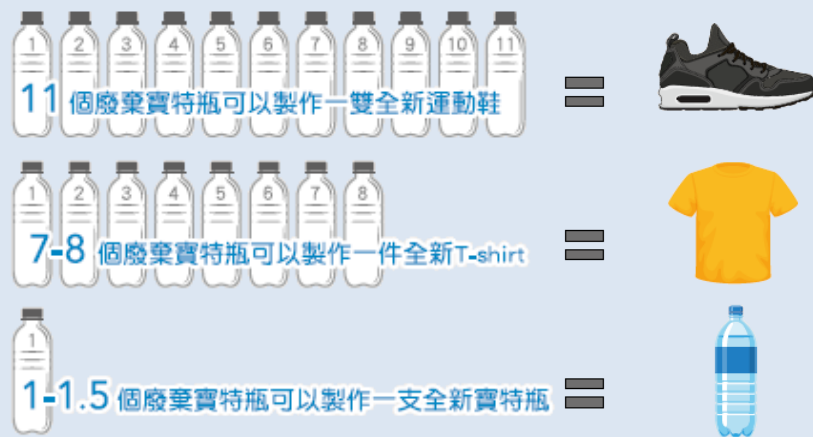 1 2 3 4 5 6 7 8 9 10 11
11 個廢棄寶特瓶可以製作一雙全新運動鞋
1 2 3 4 5 6 7 8
7-8 個廢棄寶特瓶可以製作一件全新T-shirt
1
1-1.5 個廢棄寶特瓶可以製作一支全新寶特瓶